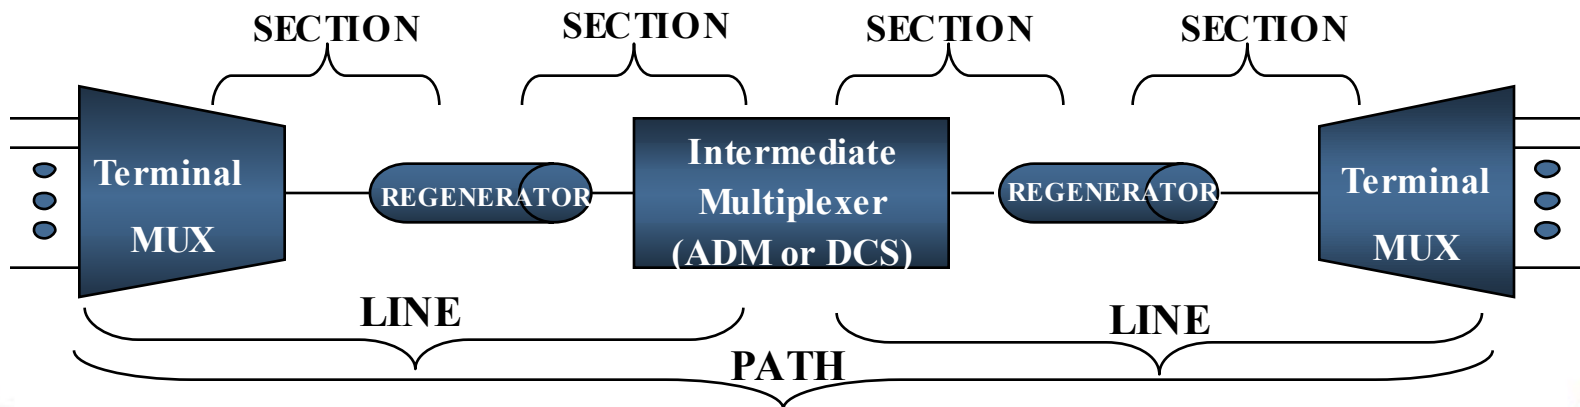 SECTION SECTION SECTION SECTION
Terminal
MUX
REGENERATOR
Intermediate
Multiplexer
(ADM or DCS)
REGENERATOR
Terminal
MUX
LINE LINE
PATH